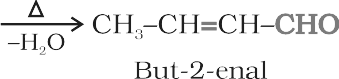 Δ
–H₂O
CH₃–CH=CH–CHO
But-2-enal